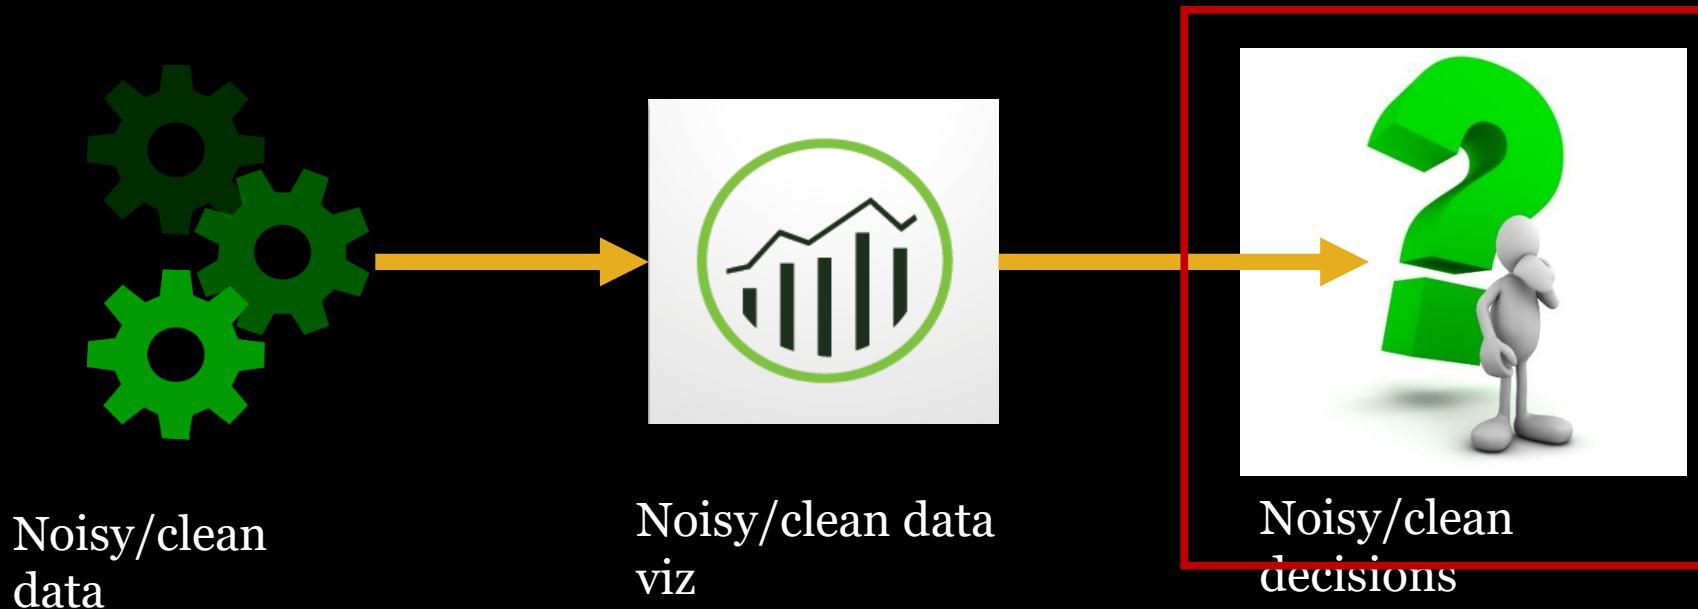 Noisy/clean
data
Noisy/clean data
viz
Noisy/clean
decisions